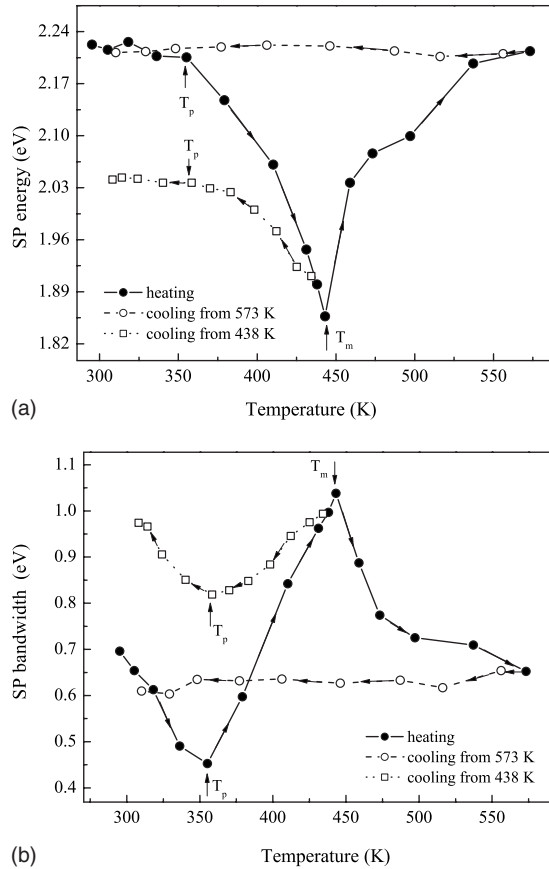 2.24
2.17
2.10
2.03
1.96
1.89
1.82
SP energy (eV)
T_p
T_p
T_m
heating
cooling from 573 K
cooling from 438 K
300 350 400 450 500 550
Temperature (K)
(a)
1.1
1.0
0.9
0.8
0.7
0.6
0.5
0.4
SP bandwidth (eV)
T_m
T_p
T_p
heating
cooling from 573 K
cooling from 438 K
300 350 400 450 500 550
Temperature (K)
(b)